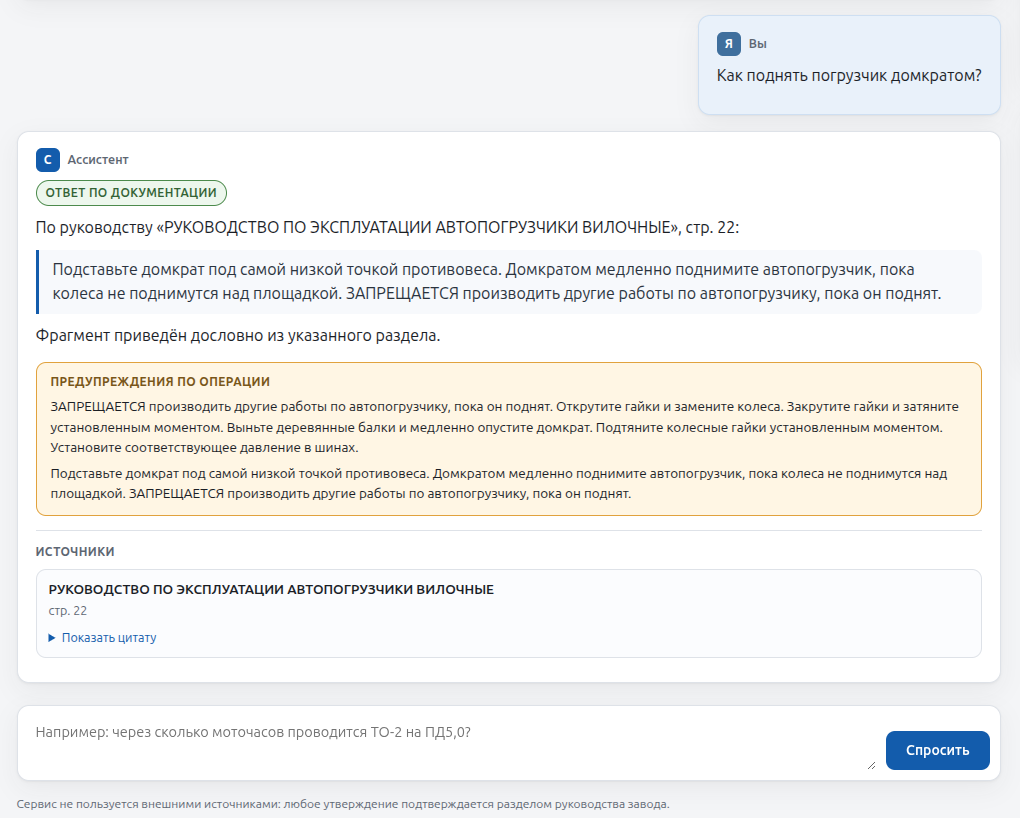 Я Вы
Как поднять погрузчик домкратом?
С Ассистент
ОТВЕТ ПО ДОКУМЕНТАЦИИ
По руководству «РУКОВОДСТВО ПО ЭКСПЛУАТАЦИИ АВТОПОГРУЗЧИКИ ВИЛОЧНЫЕ», стр. 22:
Подставьте домкрат под самой низкой точкой противовеса. Домкратом медленно поднимите автопогрузчик, пока
колеса не поднимутся над площадкой. ЗАПРЕЩАЕТСЯ производить другие работы по автопогрузчику, пока он поднят.
Фрагмент приведён дословно из указанного раздела.
ПРЕДУПРЕЖДЕНИЯ ПО ОПЕРАЦИИ
ЗАПРЕЩАЕТСЯ производить другие работы по автопогрузчику, пока он поднят. Открутите гайки и замените колеса. Закрутите гайки и затяните
установленным моментом. Выньте деревянные балки и медленно опустите домкрат. Подтяните колесные гайки установленным моментом.
Установите соответствующее давление в шинах.
Подставьте домкрат под самой низкой точкой противовеса. Домкратом медленно поднимите автопогрузчик, пока колеса не поднимутся над
площадкой. ЗАПРЕЩАЕТСЯ производить другие работы по автопогрузчику, пока он поднят.
ИСТОЧНИКИ
РУКОВОДСТВО ПО ЭКСПЛУАТАЦИИ АВТОПОГРУЗЧИКИ ВИЛОЧНЫЕ
стр. 22
Показать цитату
Например: через сколько моточасов проводится ТО-2 на ПД5,0?
Спросить
Сервис не пользуется внешними источниками: любое утверждение подтверждается разделом руководства завода.